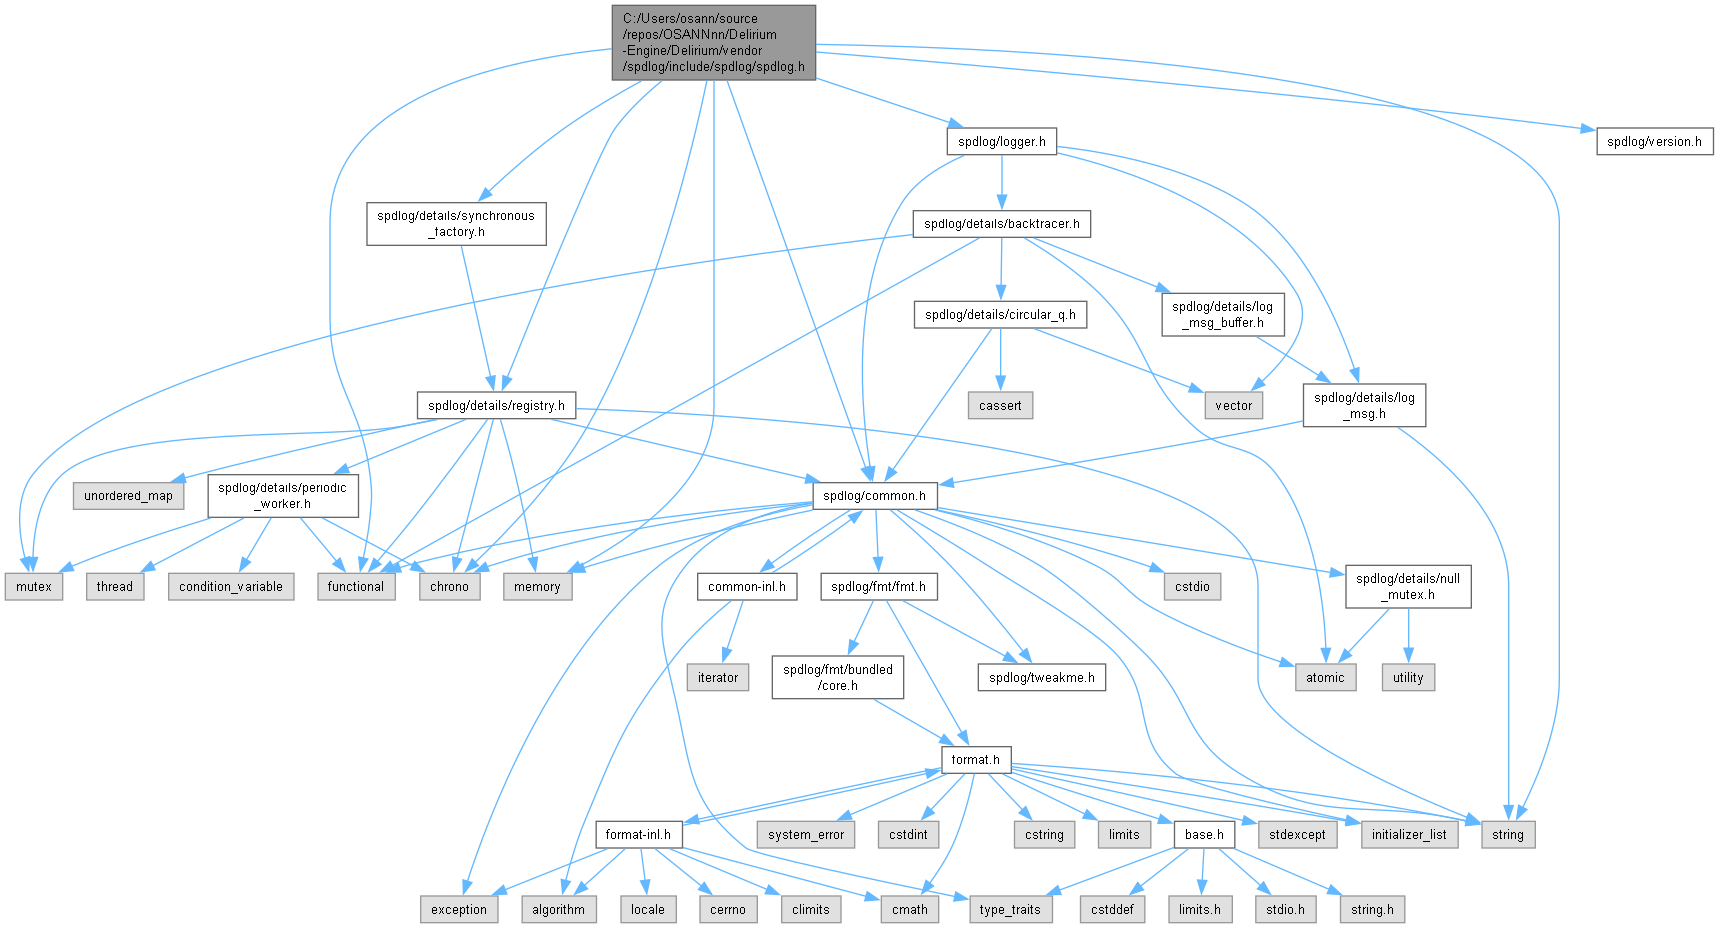 C:/Users/osann/source
/repos/OSANNnn/Delirium
-Engine/Delirium/vendor
/spdlog/include/spdlog/spdlog.h
spdlog/logger.h
spdlog/version.h
spdlog/details/synchronous
_factory.h
spdlog/details/backtracer.h
spdlog/details/circular_q.h
spdlog/details/log
_msg_buffer.h
spdlog/details/registry.h
cassert
vector
spdlog/details/log
_msg.h
unordered_map
spdlog/details/periodic
_worker.h
spdlog/common.h
mutex
thread
condition_variable
functional
chrono
memory
common-inl.h
spdlog/fmt/fmt.h
cstdio
spdlog/details/null
_mutex.h
iterator
spdlog/fmt/bundled
/core.h
spdlog/tweakme.h
atomic
utility
format.h
format-inl.h
system_error
cstdint
cstring
limits
base.h
stdexcept
initializer_list
string
exception
algorithm
locale
cerrno
climits
cmath
type_traits
cstddef
limits.h
stdio.h
string.h